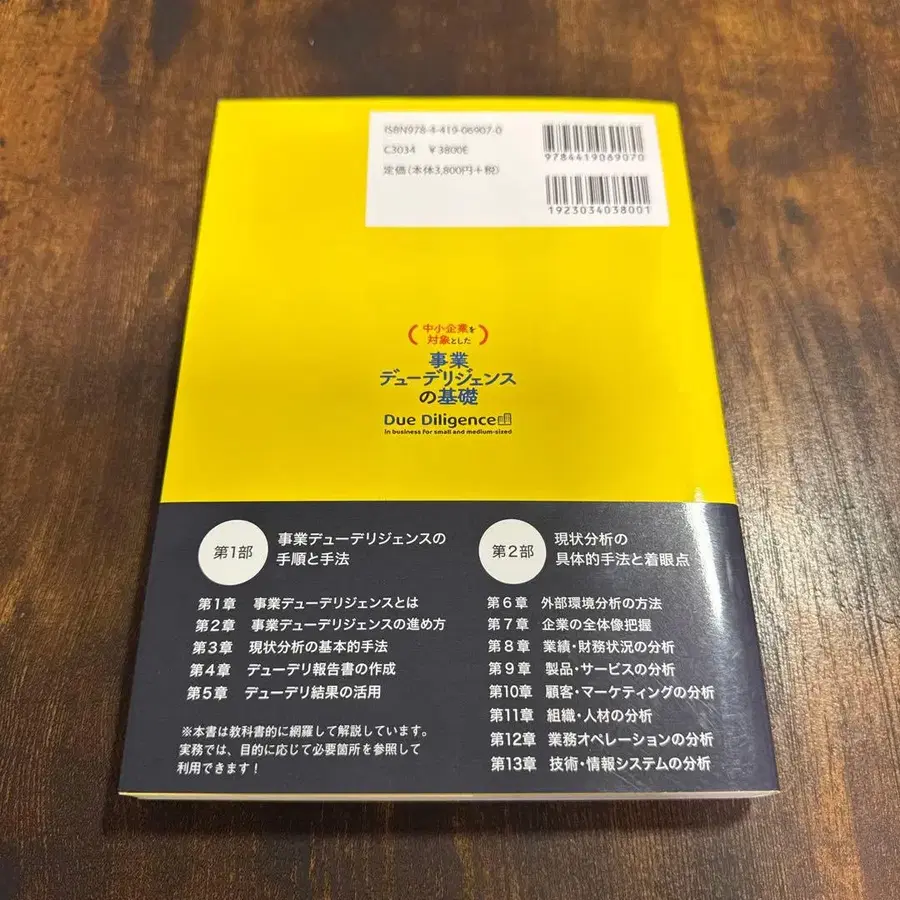 ISBN978-4-419-06907-0
C3034 ¥3800E
定価(本体3,800円+税)
9784419069070
1923034038001
中小企業を
対象とした
事業
デューデリジェンス
の基礎
Due Diligence
in business for small and medium-sized
第1部
事業デューデリジェンスの
手順と手法
第1章 事業デューデリジェンスとは
第2章 事業デューデリジェンスの進め方
第3章 現状分析の基本的手法
第4章 デューデリ報告書の作成
第5章 デューデリ結果の活用
※本書は教科書的に網羅して解説しています。
実務では、目的に応じて必要箇所を参照して
利用できます!
第2部
現状分析の
具体的手法と着眼点
第6章 外部環境分析の方法
第7章 企業の全体像把握
第8章 業績・財務状況の分析
第9章 製品・サービスの分析
第10章 顧客・マーケティングの分析
第11章 組織・人材の分析
第12章 業務オペレーションの分析
第13章 技術・情報システムの分析